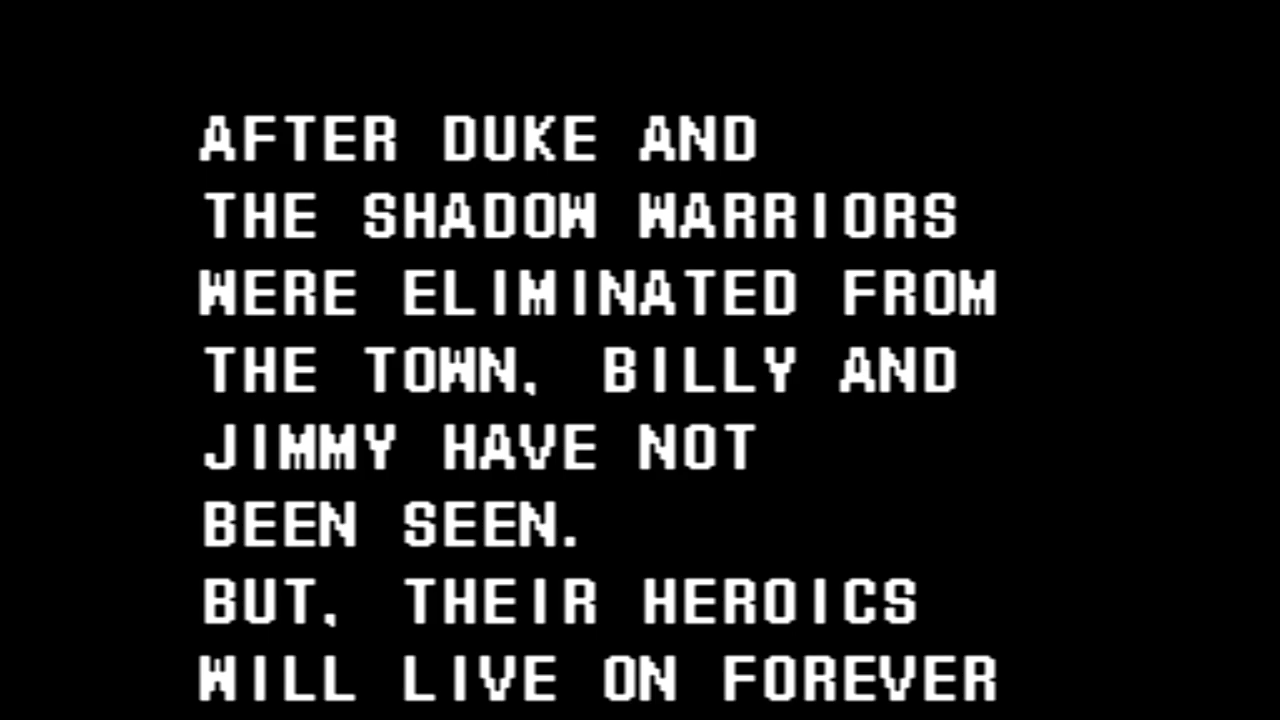 AFTER DUKE AND
THE SHADOW WARRIORS
WERE ELIMINATED FROM
THE TOWN, BILLY AND
JIMMY HAVE NOT
BEEN SEEN.
BUT, THEIR HEROICS
WILL LIVE ON FOREVER